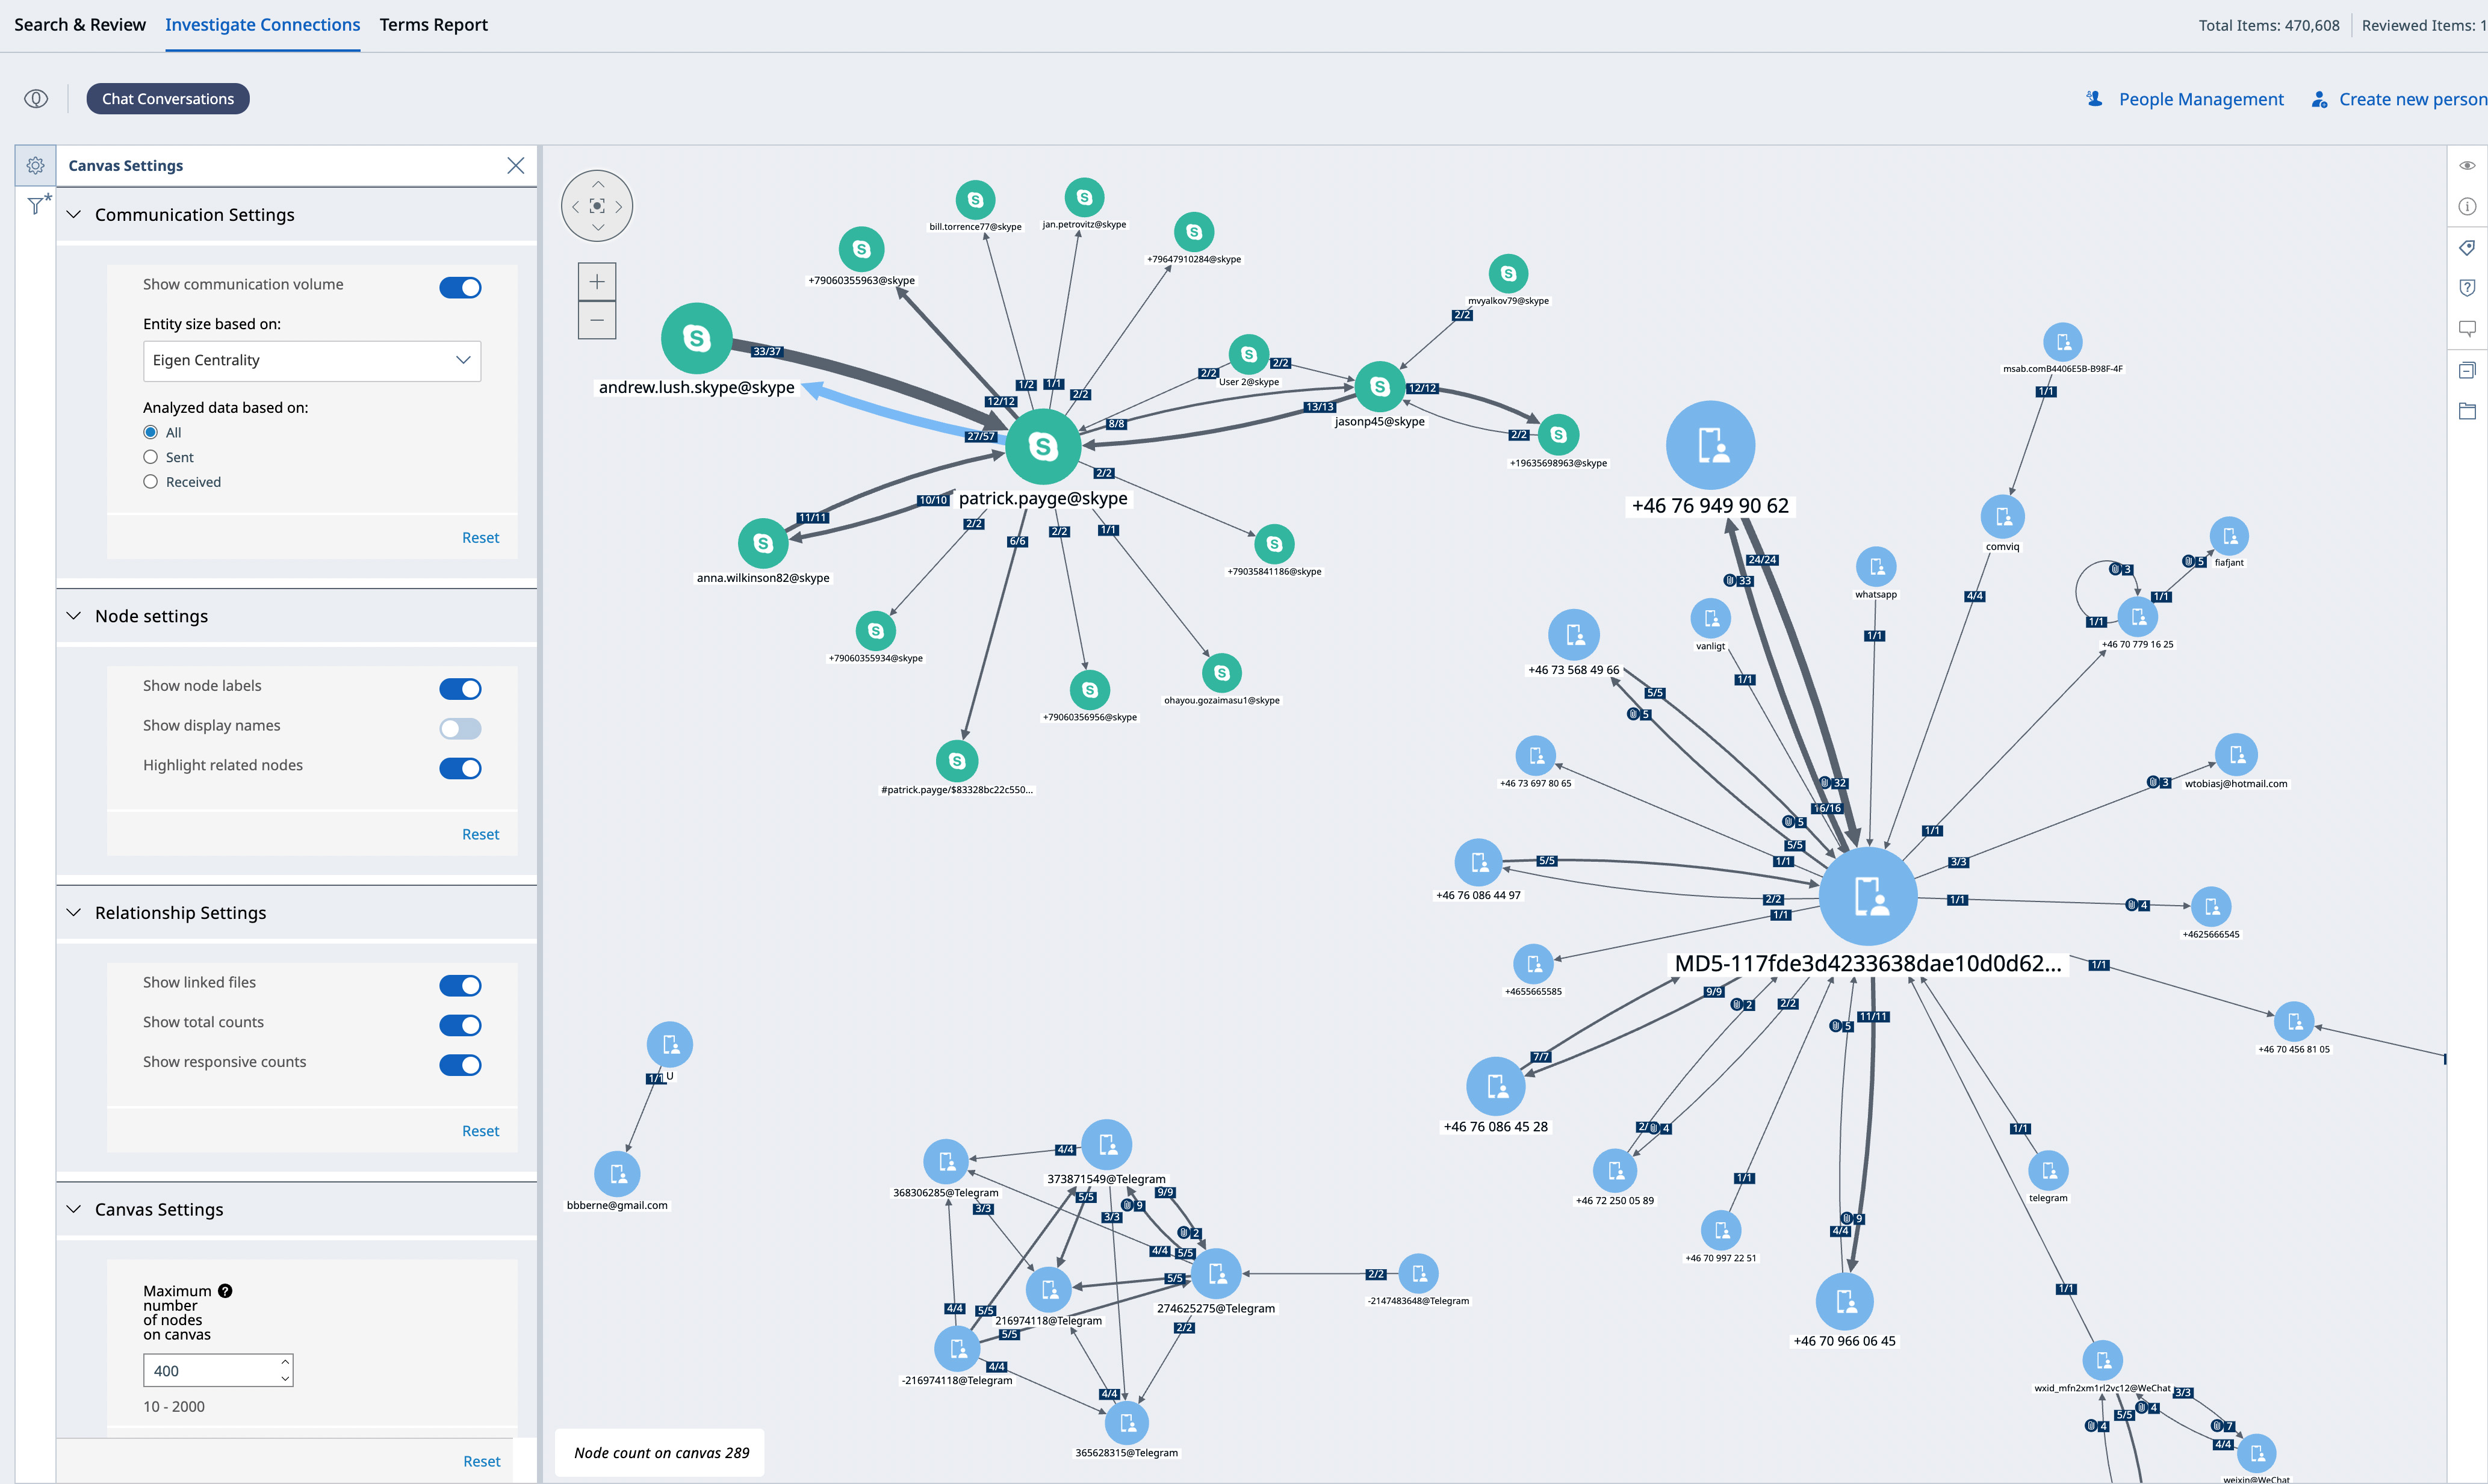 Search & Review
Investigate Connections
Terms Report
Total Items: 470,608
Reviewed Items: 1
Chat Conversations
People Management
Create new person
Canvas Settings
Communication Settings
Show communication volume
Entity size based on:
Eigen Centrality
Analyzed data based on:
All
Sent
Received
Reset
Node settings
Show node labels
Show display names
Highlight related nodes
Reset
Relationship Settings
Show linked files
Show total counts
Show responsive counts
Reset
Canvas Settings
Maximum
number
of nodes
on canvas
400
10 - 2000
Reset
bill.torrence77@skype
jan.petrovitz@skype
+79647910284@skype
+79060355963@skype
mvyalkov79@skype
2/2
33/37
andrew.lush.skype@skype
1/2
1/1
2/2
12/12
27/57
2/2
User 2@skype
2/2
8/8
13/13
12/12
jasonp45@skype
2/2
+19635698963@skype
patrick.payge@skype
2/2
10/10
11/11
anna.wilkinson82@skype
2/2
6/6
2/2
1/1
+79035841186@skype
+79060355934@skype
+79060356956@skype
ohayou.gozaimasu1@skype
#patrick.payge/$83328bc22c550...
msab.comB4406E5B-B98F-4F
1/1
+46 76 949 90 62
comviq
24/24
33
whatsapp
4/4
3
5
fiafjant
1/1
1/1
+46 70 779 16 25
vanligt
1/1
1/1
+46 73 568 49 66
5/5
5
+46 73 697 80 65
32
16/16
5
5/5
1/1
1/1
3
wtobiasj@hotmail.com
3/3
5/5
+46 76 086 44 97
2/2
1/1
1/1
4
+4625666545
MD5-117fde3d4233638dae10d0d62...
1/1
+4655665585
9/9
2
2/2
5
11/11
+46 70 456 81 05
7/7
+46 76 086 45 28
4
+46 72 250 05 89
1/1
+46 70 997 22 51
1/1
telegram
9
4/4
+46 70 966 06 45
1/1
wxid_mfn2xm1rl2vc12@WeChat
3/3
4
5/5
4
7
4/4
weixin@WeChat
U
bbberne@gmail.com
4/4
368306285@Telegram
373871549@Telegram
3/3
5/5
3/3
9
9/9
2
4/4
5/5
5/5
274625275@Telegram
2/2
-2147483648@Telegram
4/4
5/5
216974118@Telegram
5/5
2/2
-216974118@Telegram
4/4
4/4
365628315@Telegram
Node count on canvas 289